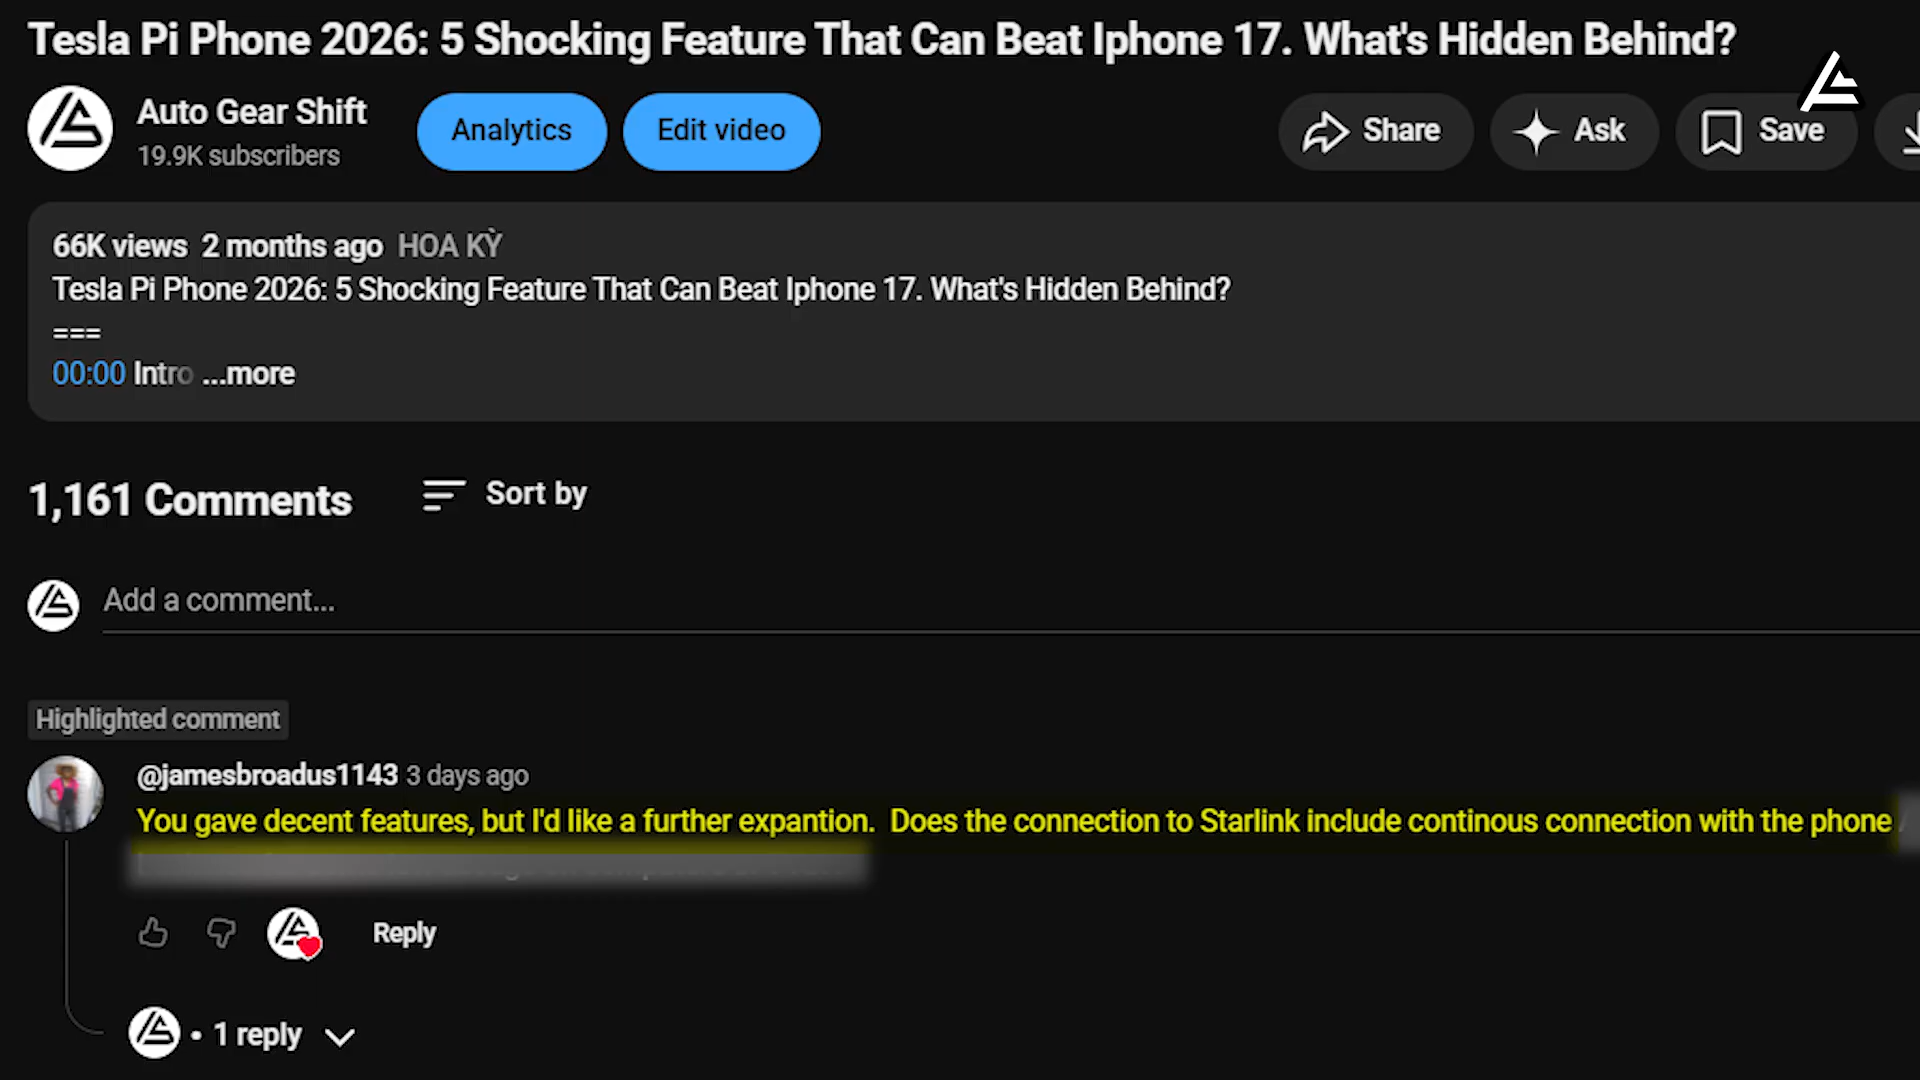 Tesla Pi Phone 2026: 5 Shocking Feature That Can Beat Iphone 17. What's Hidden Behind?
Auto Gear Shift
19.9K subscribers
Analytics
Edit video
Share
Ask
Save
66K views 2 months ago HOA KỲ
Tesla Pi Phone 2026: 5 Shocking Feature That Can Beat Iphone 17. What's Hidden Behind?
===
00:00 Intro ...more
1,161 Comments
Sort by
Add a comment...
Highlighted comment
@jamesbroadus1143 3 days ago
You gave decent features, but I'd like a further expantion. Does the connection to Starlink include continous connection with the phone
Reply
• 1 reply